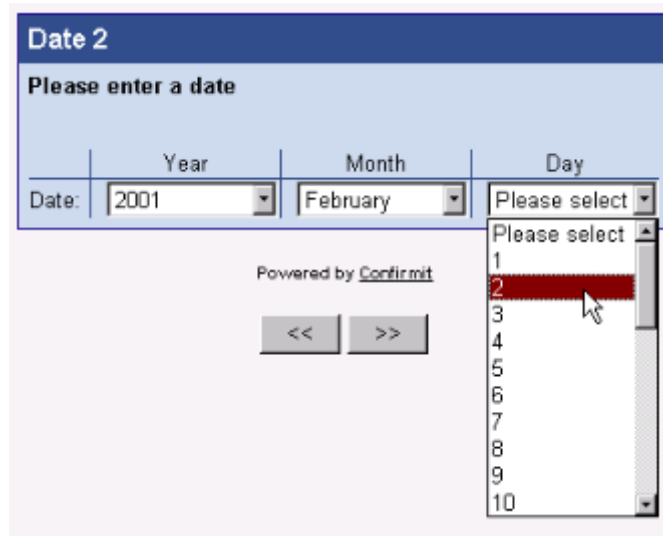 Date 2
Please enter a date
Year Month Day
Date: 2001 February Please select
Please select
1
2
3
4
5
6
7
8
9
10
Powered by Confirmit
<< >>